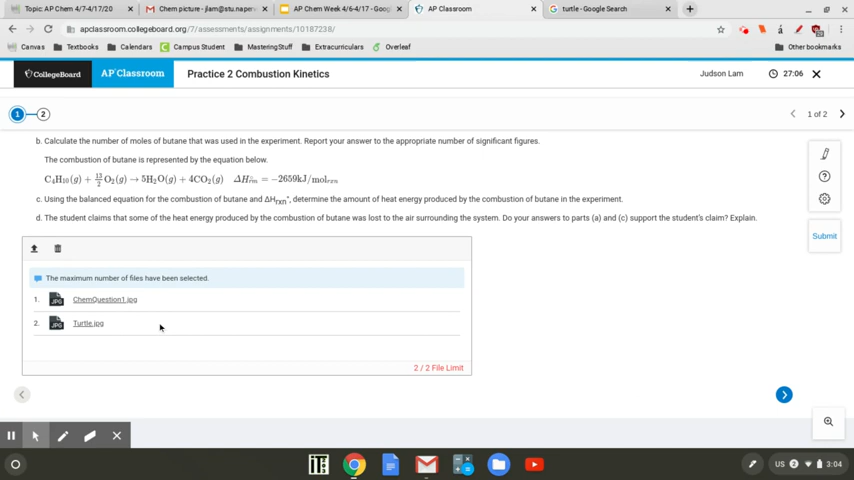 Topic: AP Chem 4/7-4/17/20
Chem picture - jlam@stu.naper
AP Chem Week 4/6-4/17 - Goog
AP Classroom
turtle - Google Search
apclassroom.collegeboard.org/7/assessments/assignments/10187238/
Canvas
Textbooks
Calendars
Campus Student
MasteringStuff
Extracurriculars
Overleaf
Other bookmarks
CollegeBoard
AP Classroom
Practice 2 Combustion Kinetics
Judson Lam
27:06
1
2
1 of 2
b. Calculate the number of moles of butane that was used in the experiment. Report your answer to the appropriate number of significant figures.
The combustion of butane is represented by the equation below.
C₄H₁₀(g) + 13/2 O₂(g) → 5H₂O(g) + 4CO₂(g) ΔH°rxn = −2659kJ/molrxn
c. Using the balanced equation for the combustion of butane and ΔHrxn°, determine the amount of heat energy produced by the combustion of butane in the experiment.
d. The student claims that some of the heat energy produced by the combustion of butane was lost to the air surrounding the system. Do your answers to parts (a) and (c) support the student's claim? Explain.
Submit
The maximum number of files have been selected.
1. JPG ChemQuestion1.jpg
2. JPG Turtle.jpg
2 / 2 File Limit
US 2 3:04